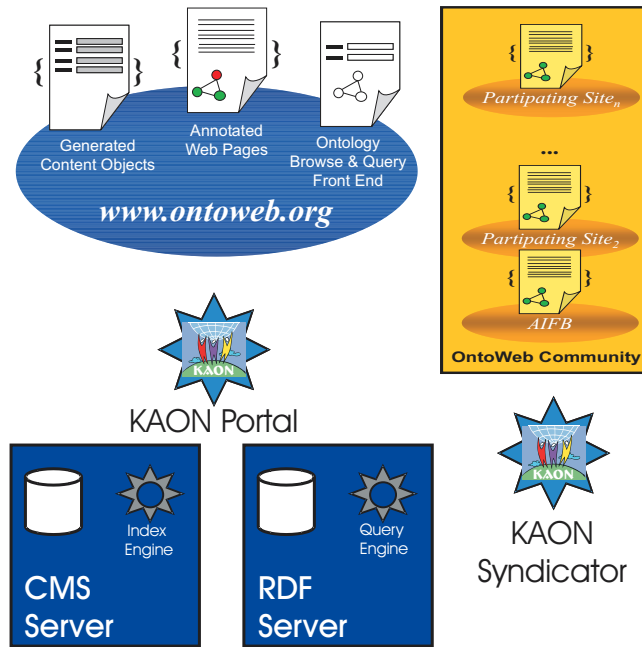 Generated
Content Objects
Annotated
Web Pages
Ontology
Browse & Query
Front End
www.ontoweb.org
Partipating Site n
...
Partipating Site 2
AIFB
OntoWeb Community
KAON
KAON Portal
KAON
KAON
Syndicator
Index
Engine
CMS
Server
Query
Engine
RDF
Server